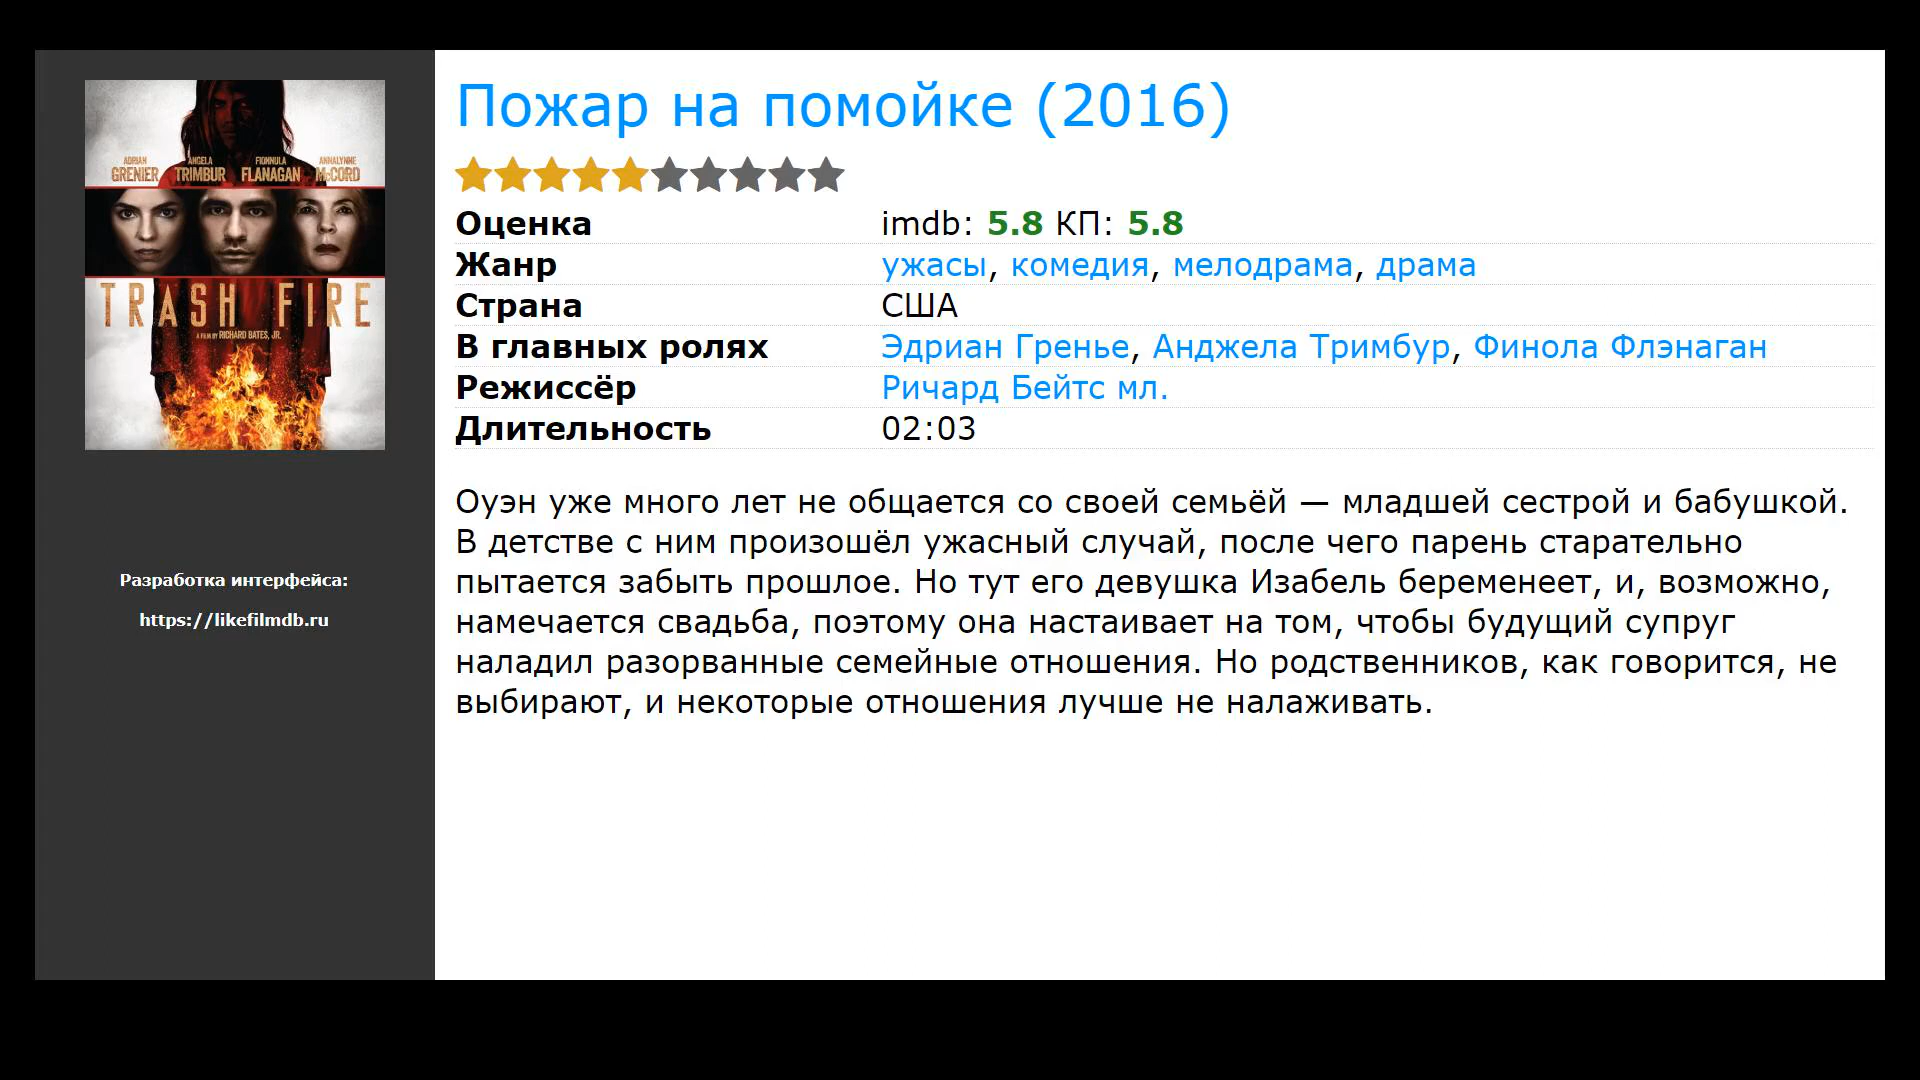 ADRIAN GRENIER
ANGELA TRIMBUR
FIONNULA FLANAGAN
ANNALYNNE McCORD
TRASH FIRE
A FILM BY RICHARD BATES, JR.
Разработка интерфейса:
https://likefilmdb.ru
Пожар на помойке (2016)
Оценка imdb: 5.8 КП: 5.8
Жанр ужасы, комедия, мелодрама, драма
Страна США
В главных ролях Эдриан Гренье, Анджела Тримбур, Финола Флэнаган
Режиссёр Ричард Бейтс мл.
Длительность 02:03
Оуэн уже много лет не общается со своей семьёй — младшей сестрой и бабушкой.
В детстве с ним произошёл ужасный случай, после чего парень старательно
пытается забыть прошлое. Но тут его девушка Изабель беременеет, и, возможно,
намечается свадьба, поэтому она настаивает на том, чтобы будущий супруг
наладил разорванные семейные отношения. Но родственников, как говорится, не
выбирают, и некоторые отношения лучше не налаживать.